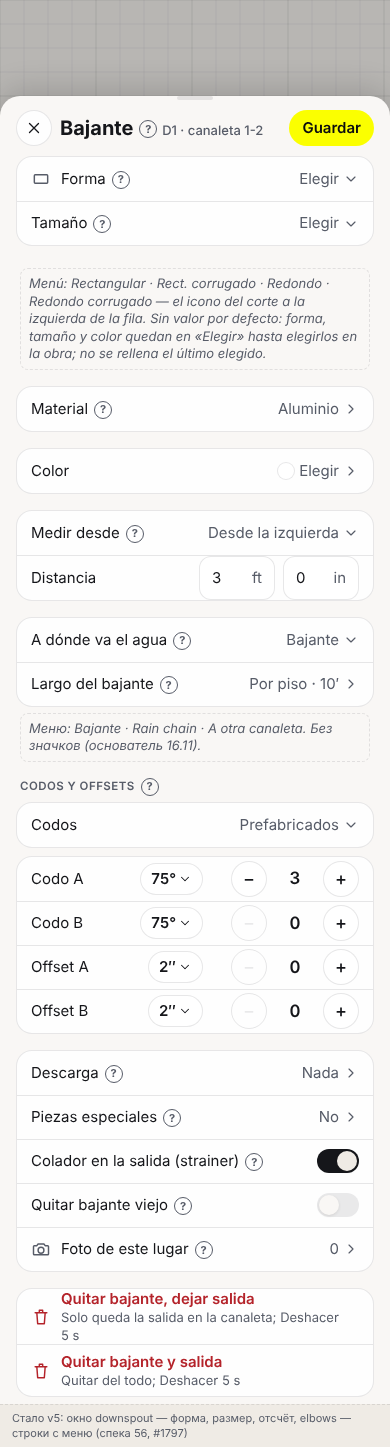 Bajante ? D1 · canaleta 1-2 Guardar
Forma ? Elegir
Tamaño ? Elegir
Menú: Rectangular · Rect. corrugado · Redondo ·
Redondo corrugado — el icono del corte a la
izquierda de la fila. Sin valor por defecto: forma,
tamaño y color quedan en «Elegir» hasta elegirlos en
la obra; no se rellena el último elegido.
Material ? Aluminio
Color Elegir
Medir desde ? Desde la izquierda
Distancia 3 ft 0 in
A dónde va el agua ? Bajante
Largo del bajante ? Por piso · 10′
Меню: Bajante · Rain chain · A otra canaleta. Без
значков (основатель 16.11).
CODOS Y OFFSETS ?
Codos Prefabricados
Codo A 75° − 3 +
Codo B 75° − 0 +
Offset A 2″ − 0 +
Offset B 2″ − 0 +
Descarga ? Nada
Piezas especiales ? No
Colador en la salida (strainer) ?
Quitar bajante viejo ?
Foto de este lugar ? 0
Quitar bajante, dejar salida
Solo queda la salida en la canaleta; Deshacer
5 s
Quitar bajante y salida
Quitar del todo; Deshacer 5 s
Стало v5: окно downspout — форма, размер, отсчёт, elbows —
строки с меню (спека 56, #1797)